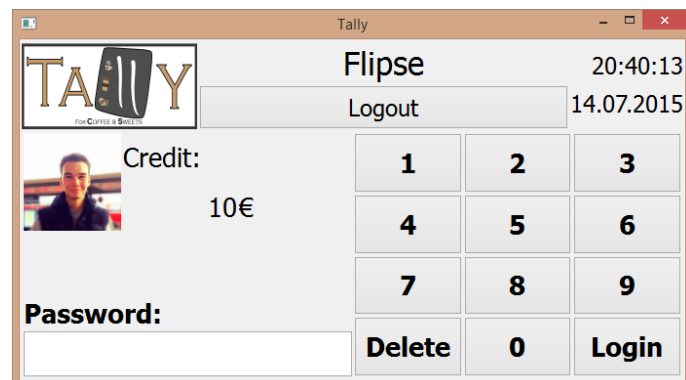 Tally
TALLY
FOR COFFEE & SWEETS
Flipse
20:40:13
Logout
14.07.2015
Credit:
10€
1 2 3
4 5 6
7 8 9
Password:
Delete 0 Login